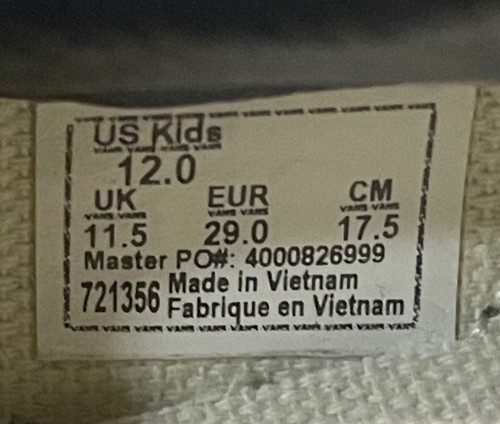 US Kids
12.0
UK EUR CM
11.5 29.0 17.5
Master PO#: 4000826999
721356 Made in Vietnam
Fabrique en Vietnam